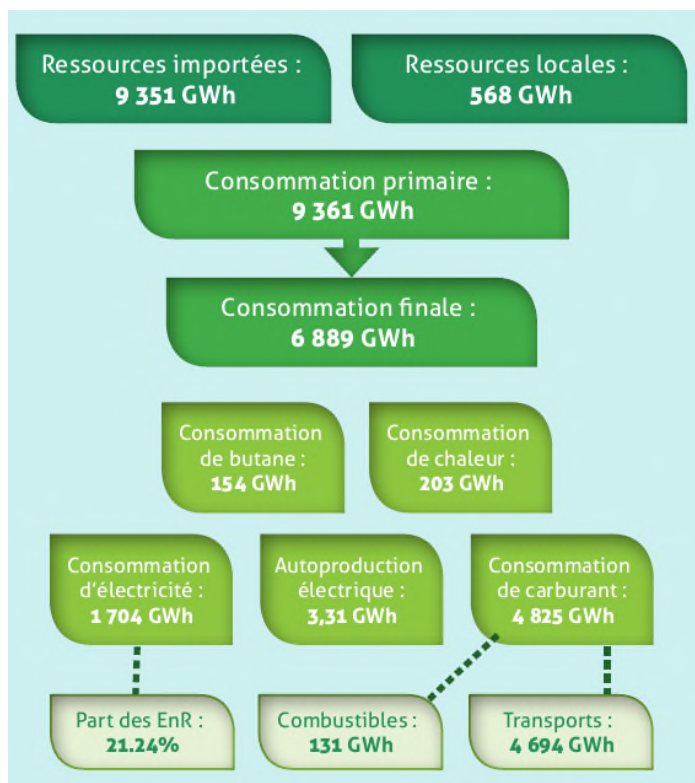 Ressources importées :
9 351 GWh
Ressources locales :
568 GWh
Consommation primaire :
9 361 GWh
Consommation finale :
6 889 GWh
Consommation
de butane :
154 GWh
Consommation
de chaleur :
203 GWh
Consommation
d'électricité :
1 704 GWh
Autoproduction
électrique :
3,31 GWh
Consommation
de carburant :
4 825 GWh
Part des EnR :
21.24%
Combustibles :
131 GWh
Transports :
4 694 GWh